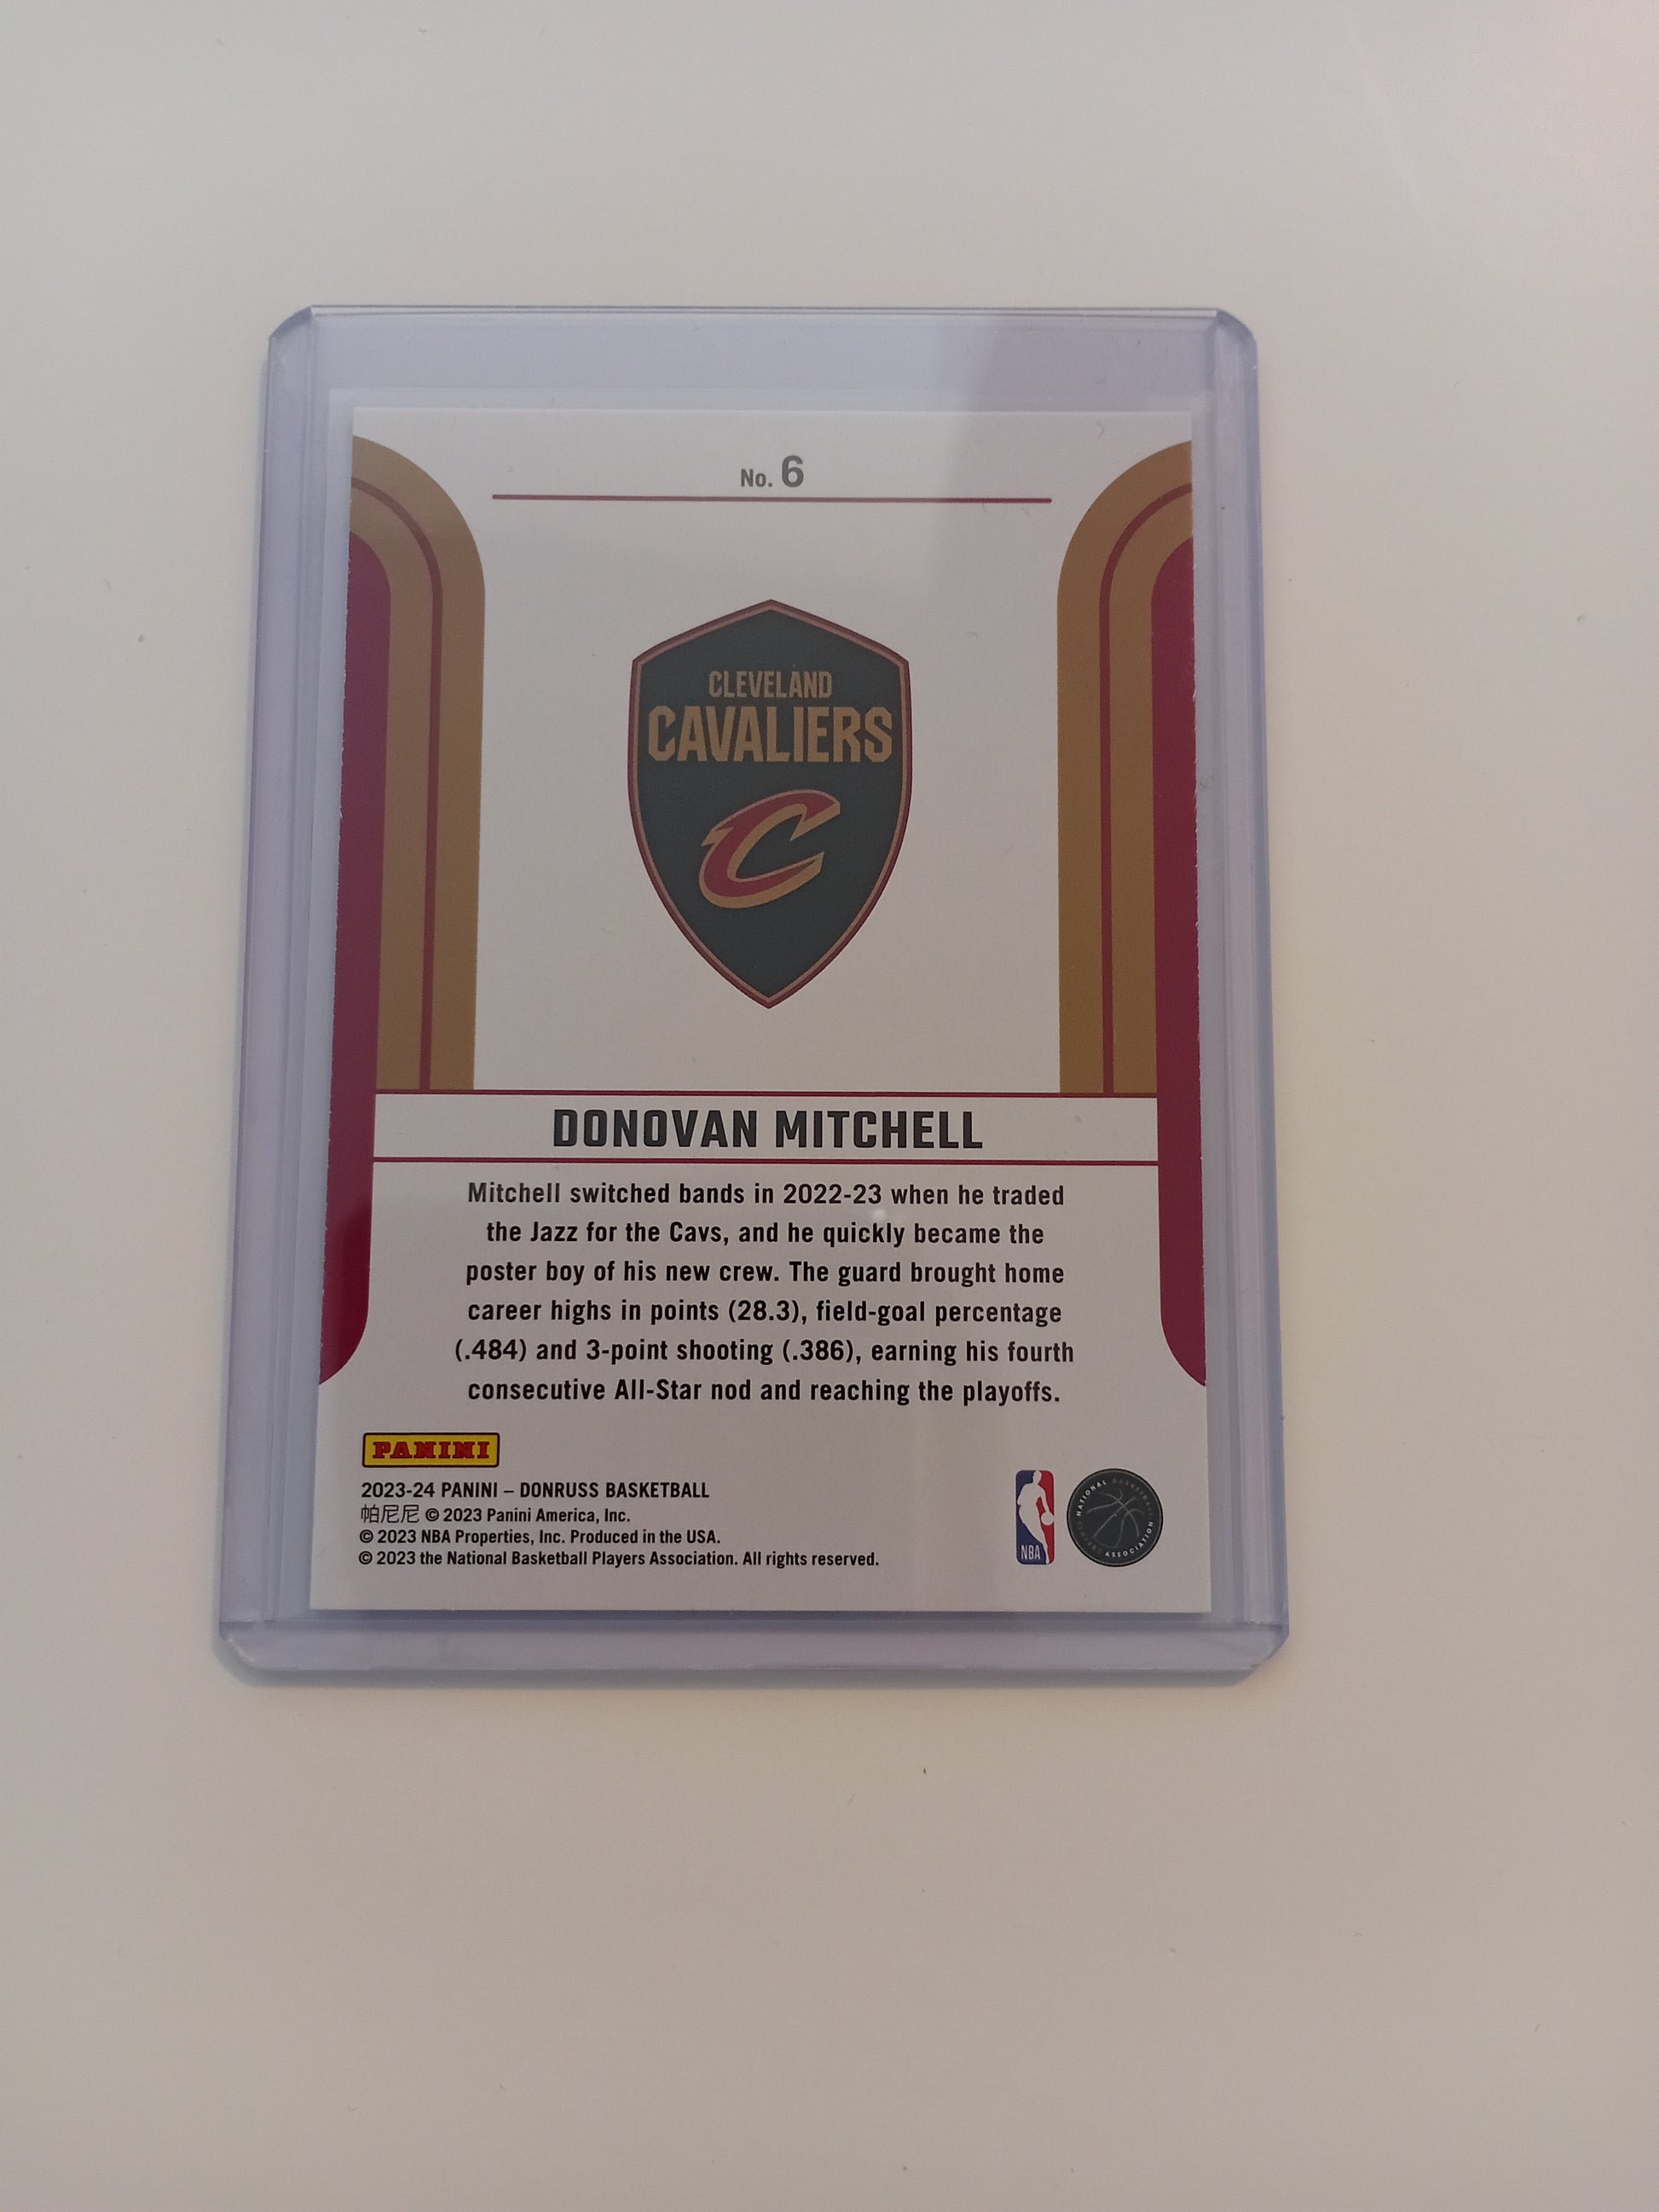 No. 6
CLEVELAND
CAVALIERS
C
DONOVAN MITCHELL
Mitchell switched bands in 2022-23 when he traded
the Jazz for the Cavs, and he quickly became the
poster boy of his new crew. The guard brought home
career highs in points (28.3), field-goal percentage
(.484) and 3-point shooting (.386), earning his fourth
consecutive All-Star nod and reaching the playoffs.
PANINI
2023-24 PANINI – DONRUSS BASKETBALL
帕尼尼 © 2023 Panini America, Inc.
© 2023 NBA Properties, Inc. Produced in the USA.
© 2023 the National Basketball Players Association. All rights reserved.
NBA
NATIONAL BASKETBALL
PLAYERS ASSOCIATION